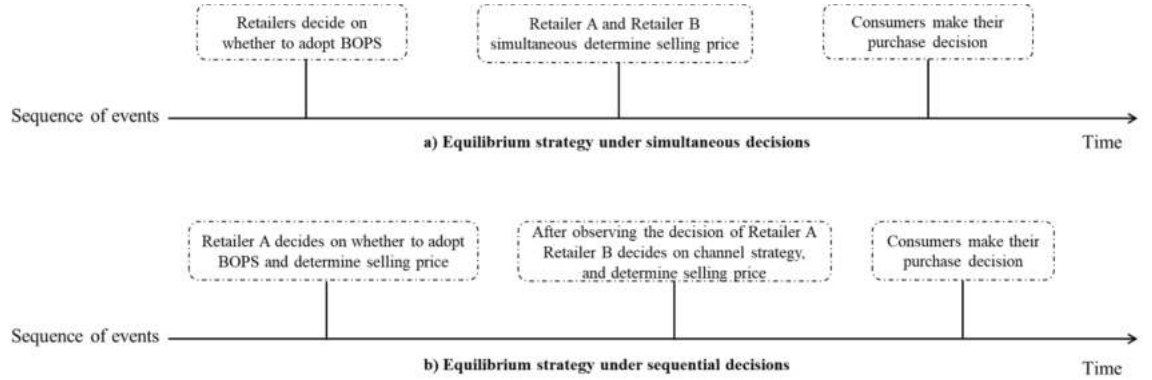 Retailers decide on
whether to adopt BOPS
Retailer A and Retailer B
simultaneous determine selling price
Consumers make their
purchase decision
Sequence of events
a) Equilibrium strategy under simultaneous decisions
Time
Retailer A decides on whether to adopt
BOPS and determine selling price
After observing the decision of Retailer A
Retailer B decides on channel strategy,
and determine selling price
Consumers make their
purchase decision
Sequence of events
b) Equilibrium strategy under sequential decisions
Time